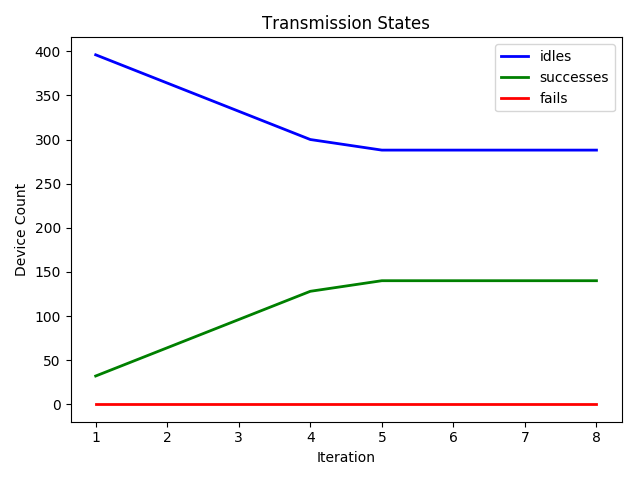 Transmission States
400
350
300
250
200
150
100
50
0
Device Count
idles
successes
fails
1 2 3 4 5 6 7 8
Iteration